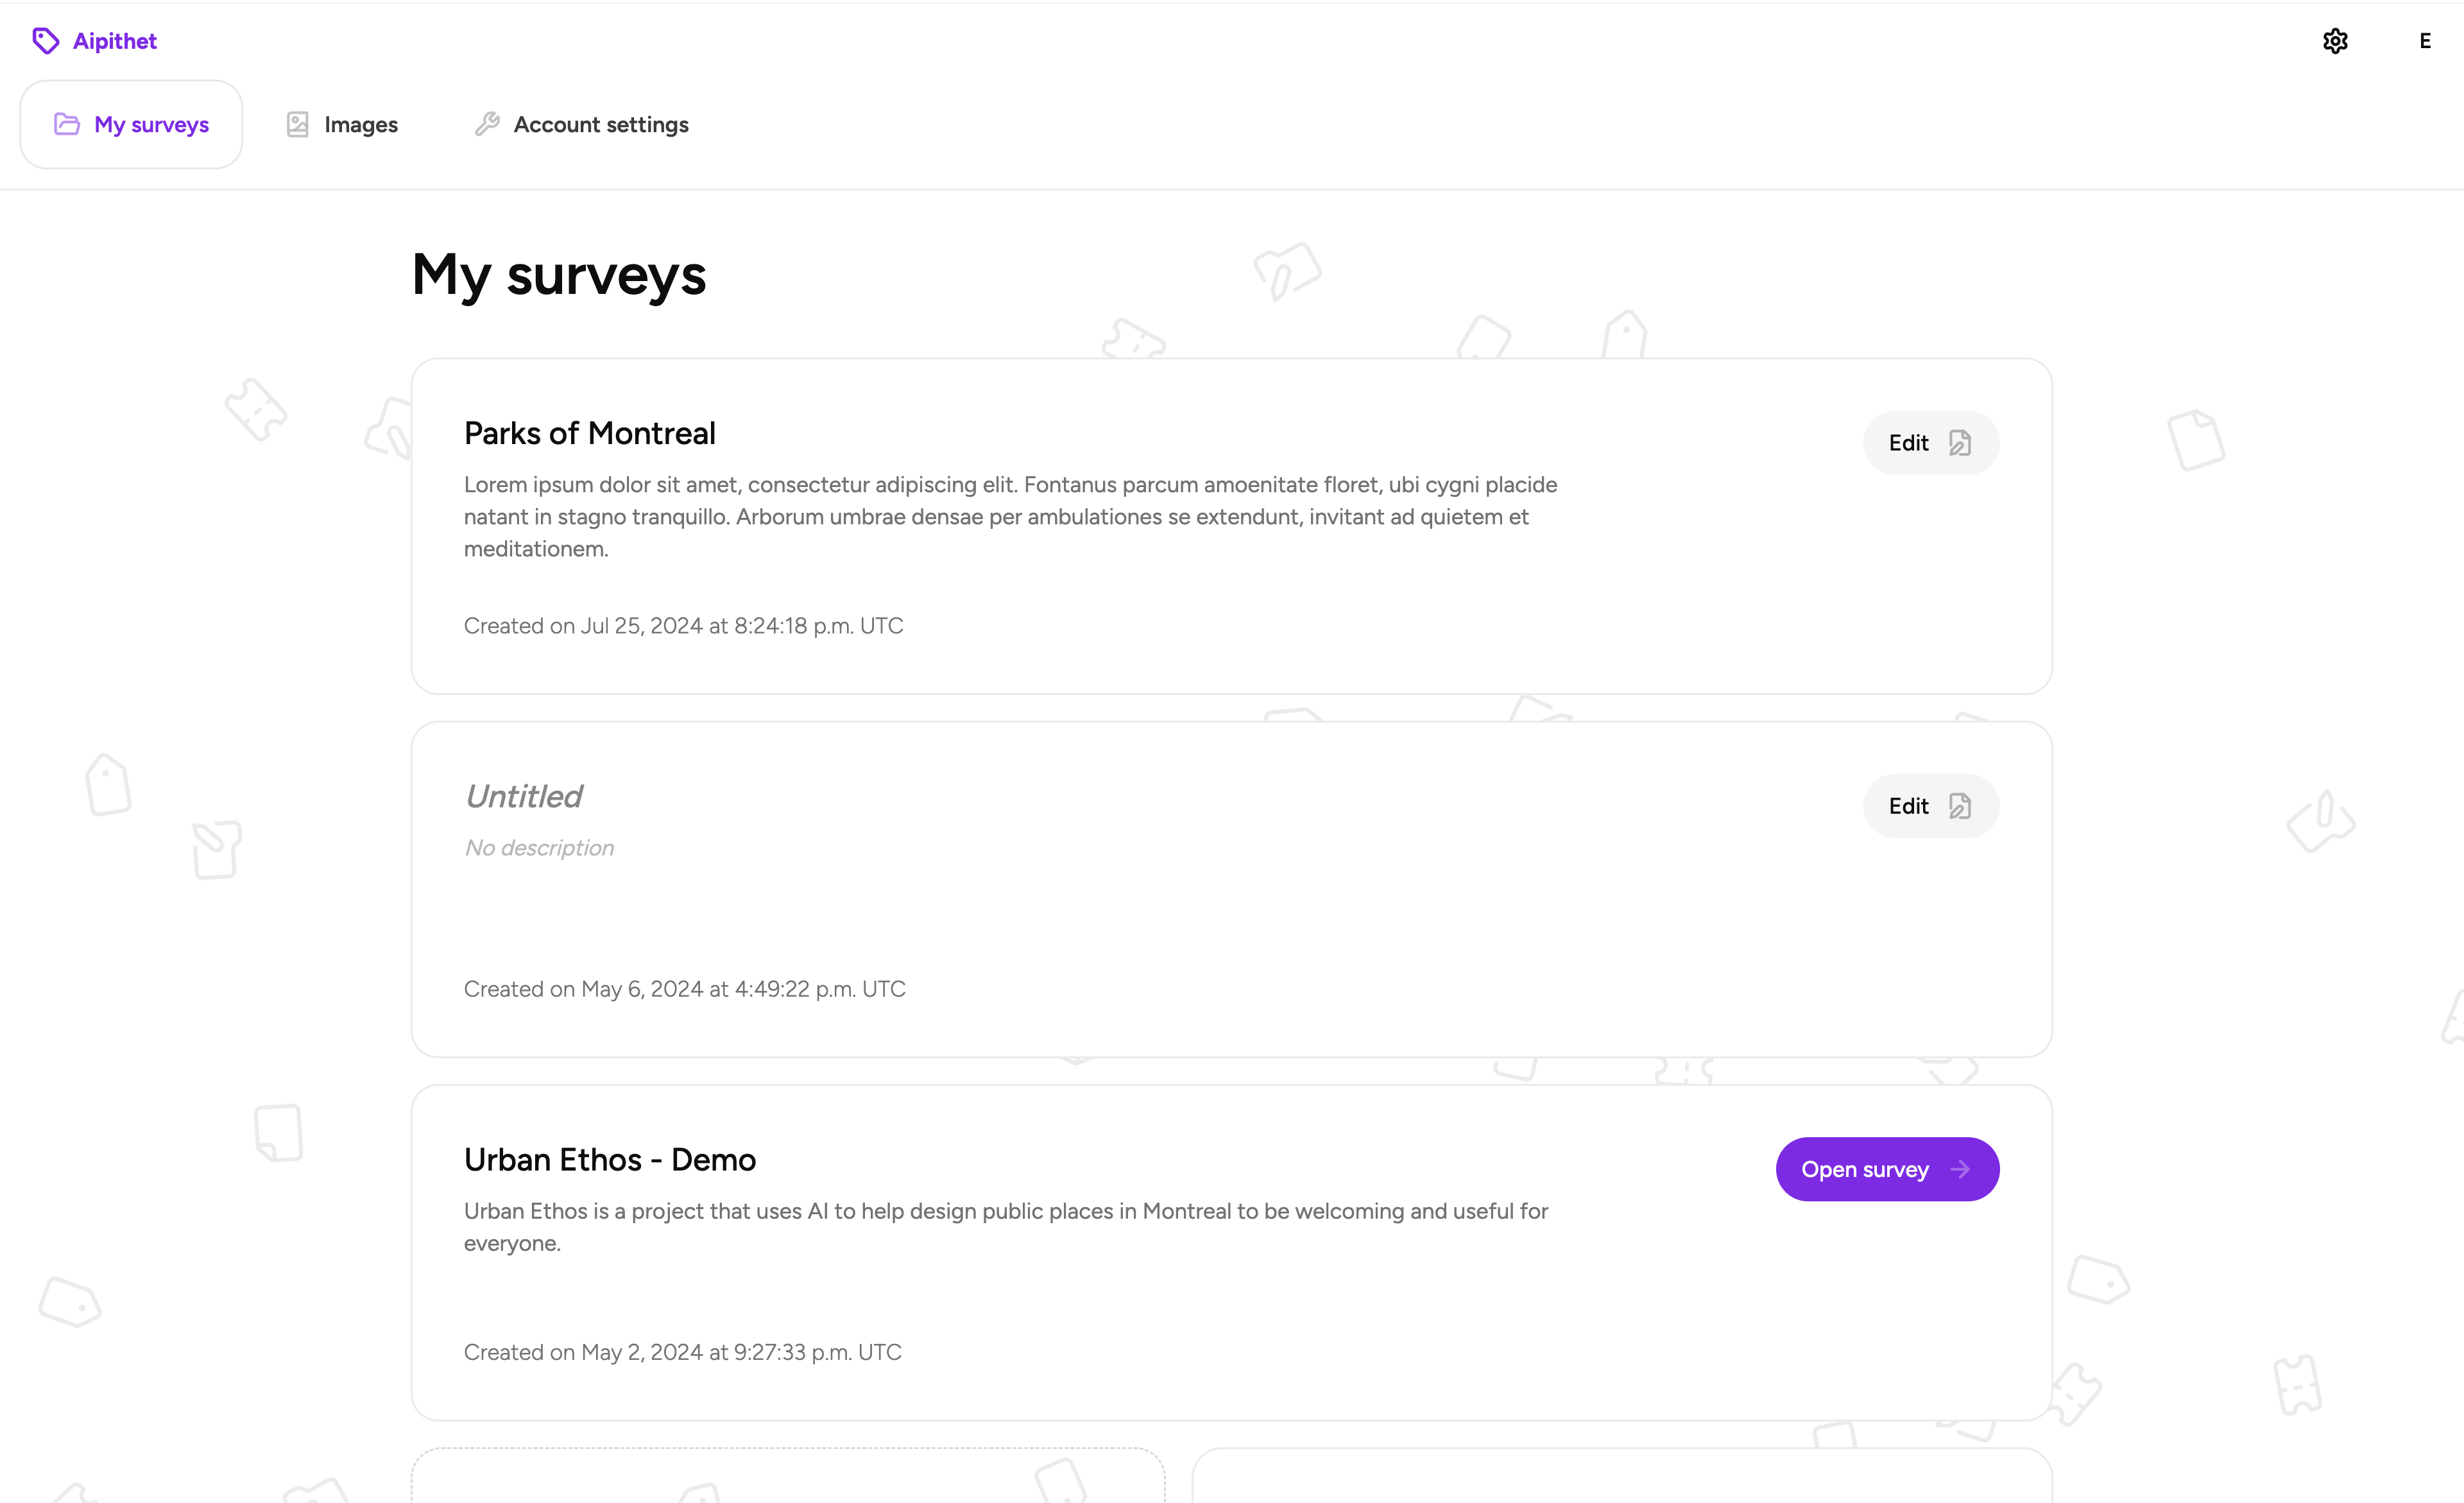 Aipithet
E
My surveys
Images
Account settings
My surveys
Parks of Montreal
Edit
Lorem ipsum dolor sit amet, consectetur adipiscing elit. Fontanus parcum amoenitate floret, ubi cygni placide
natant in stagno tranquillo. Arborum umbrae densae per ambulationes se extendunt, invitant ad quietem et
meditationem.
Created on Jul 25, 2024 at 8:24:18 p.m. UTC
Untitled
Edit
No description
Created on May 6, 2024 at 4:49:22 p.m. UTC
Urban Ethos - Demo
Open survey
Urban Ethos is a project that uses AI to help design public places in Montreal to be welcoming and useful for
everyone.
Created on May 2, 2024 at 9:27:33 p.m. UTC